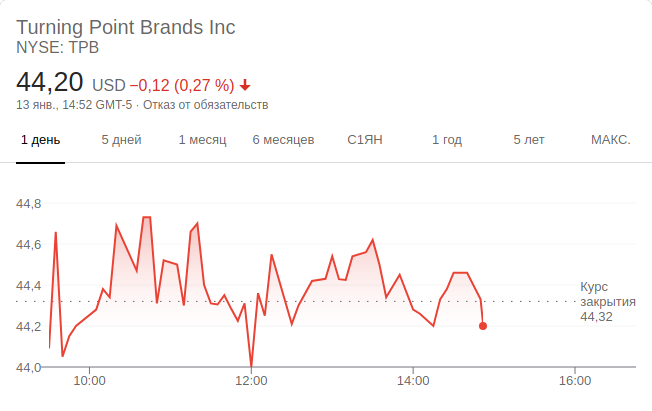 Turning Point Brands Inc
NYSE: TPB
44,20 USD −0,12 (0,27 %)
13 янв., 14:52 GMT-5 · Отказ от обязательств
1 день 5 дней 1 месяц 6 месяцев С1ЯН 1 год 5 лет МАКС.
44,8
44,6
44,4
44,2
44,0
Курс
закрытия
44,32
10:00 12:00 14:00 16:00